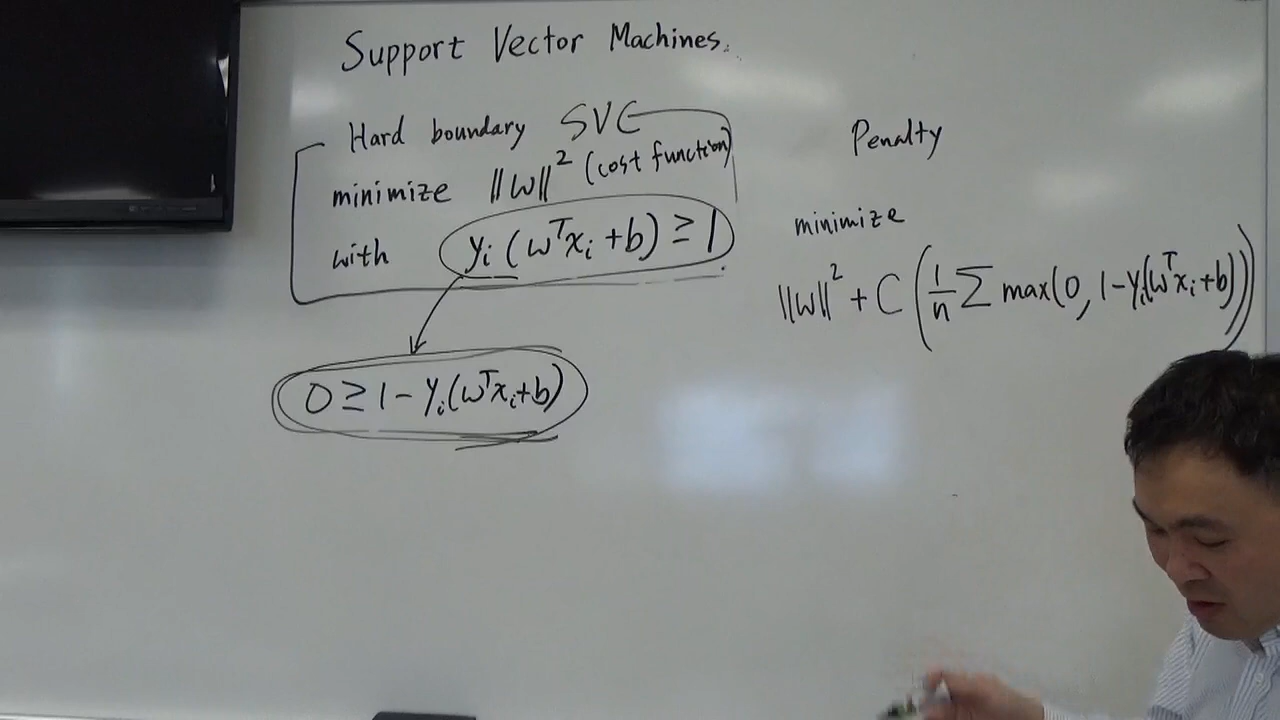 Support Vector Machines.
Hard boundary SVC
minimize ||w||² (cost function)
with yᵢ (wᵀxᵢ + b) ≥ 1
0 ≥ 1 - yᵢ(wᵀxᵢ+b)
Penalty
minimize
||w||² + C (1/n Σ max(0, 1-yᵢ(wᵀxᵢ+b)))